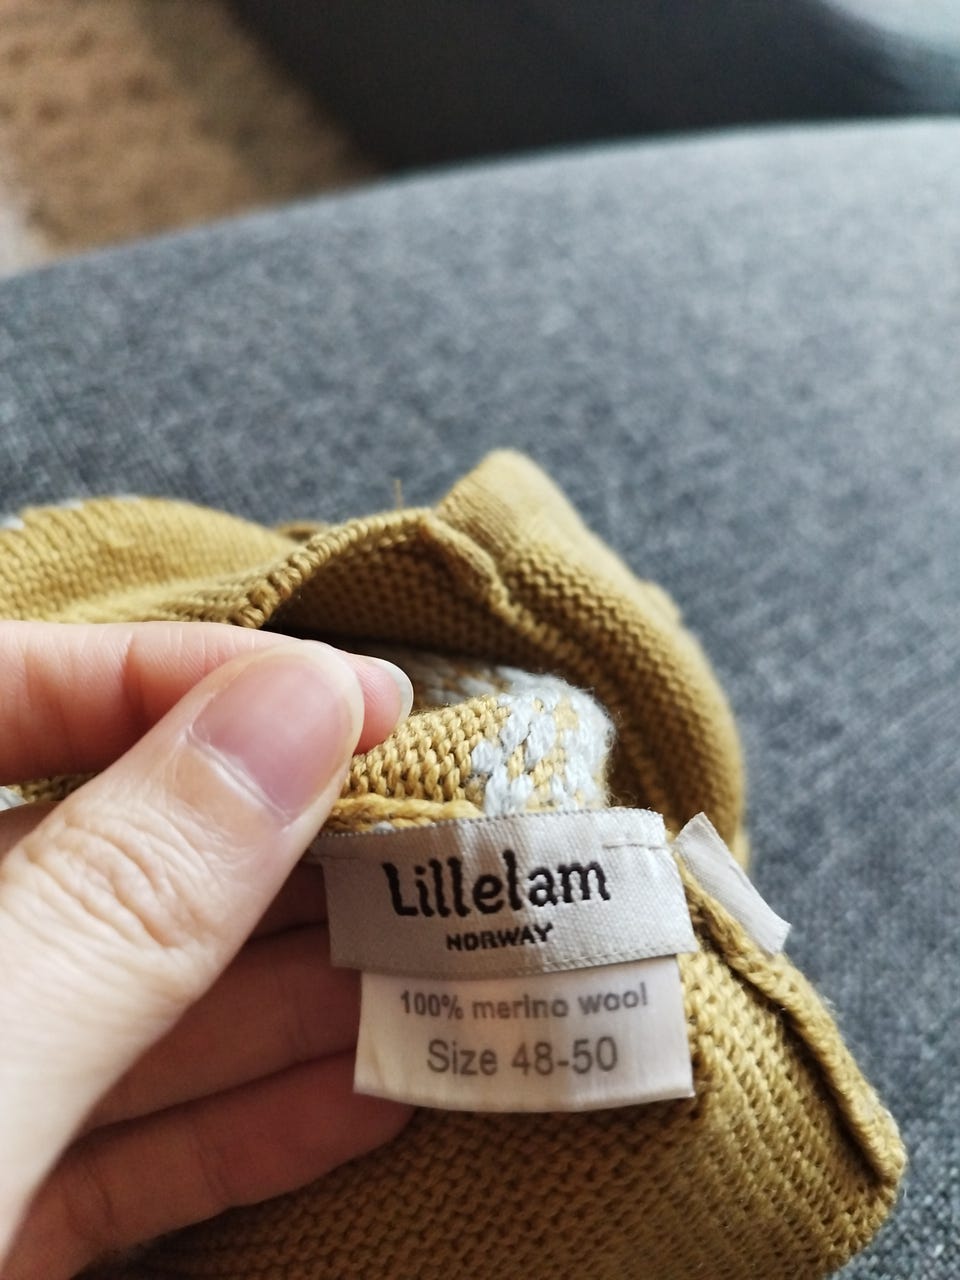 Lillelam
NORWAY
100% merino wool
Size 48-50